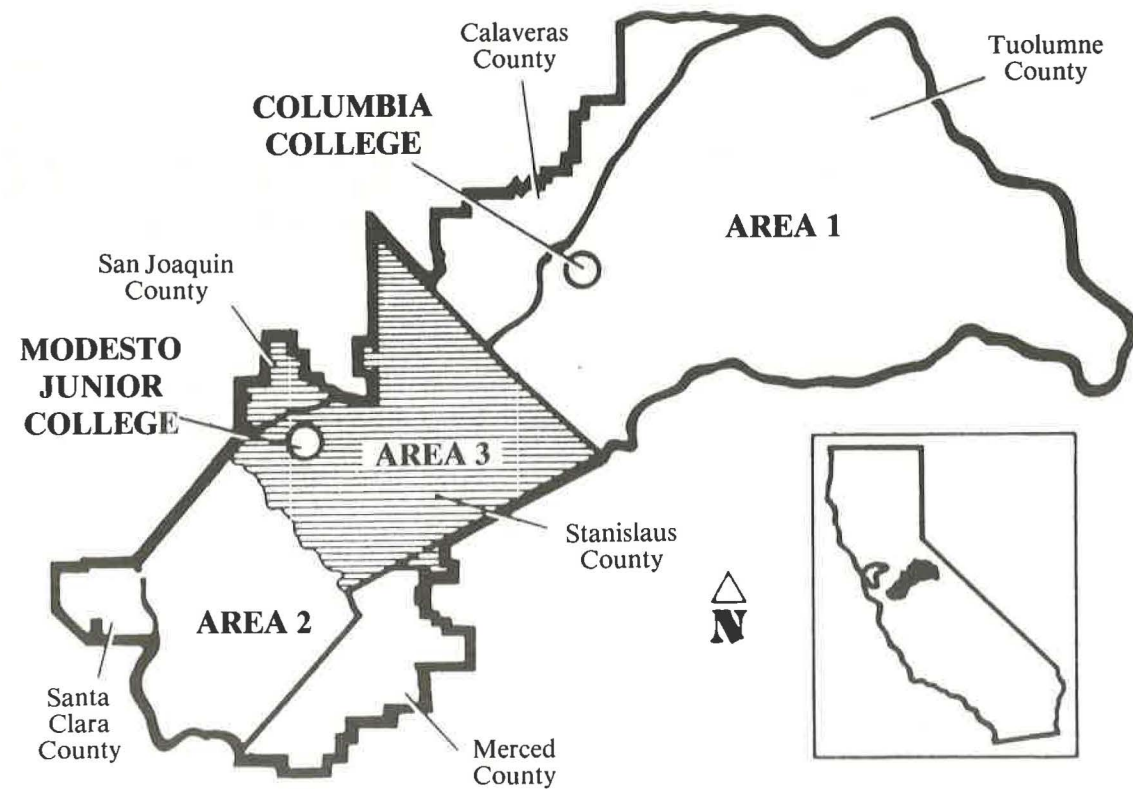 Calaveras
County
Tuolumne
County
COLUMBIA
COLLEGE
AREA 1
San Joaquin
County
MODESTO
JUNIOR
COLLEGE
AREA 3
Stanislaus
County
AREA 2
N
Santa
Clara
County
Merced
County